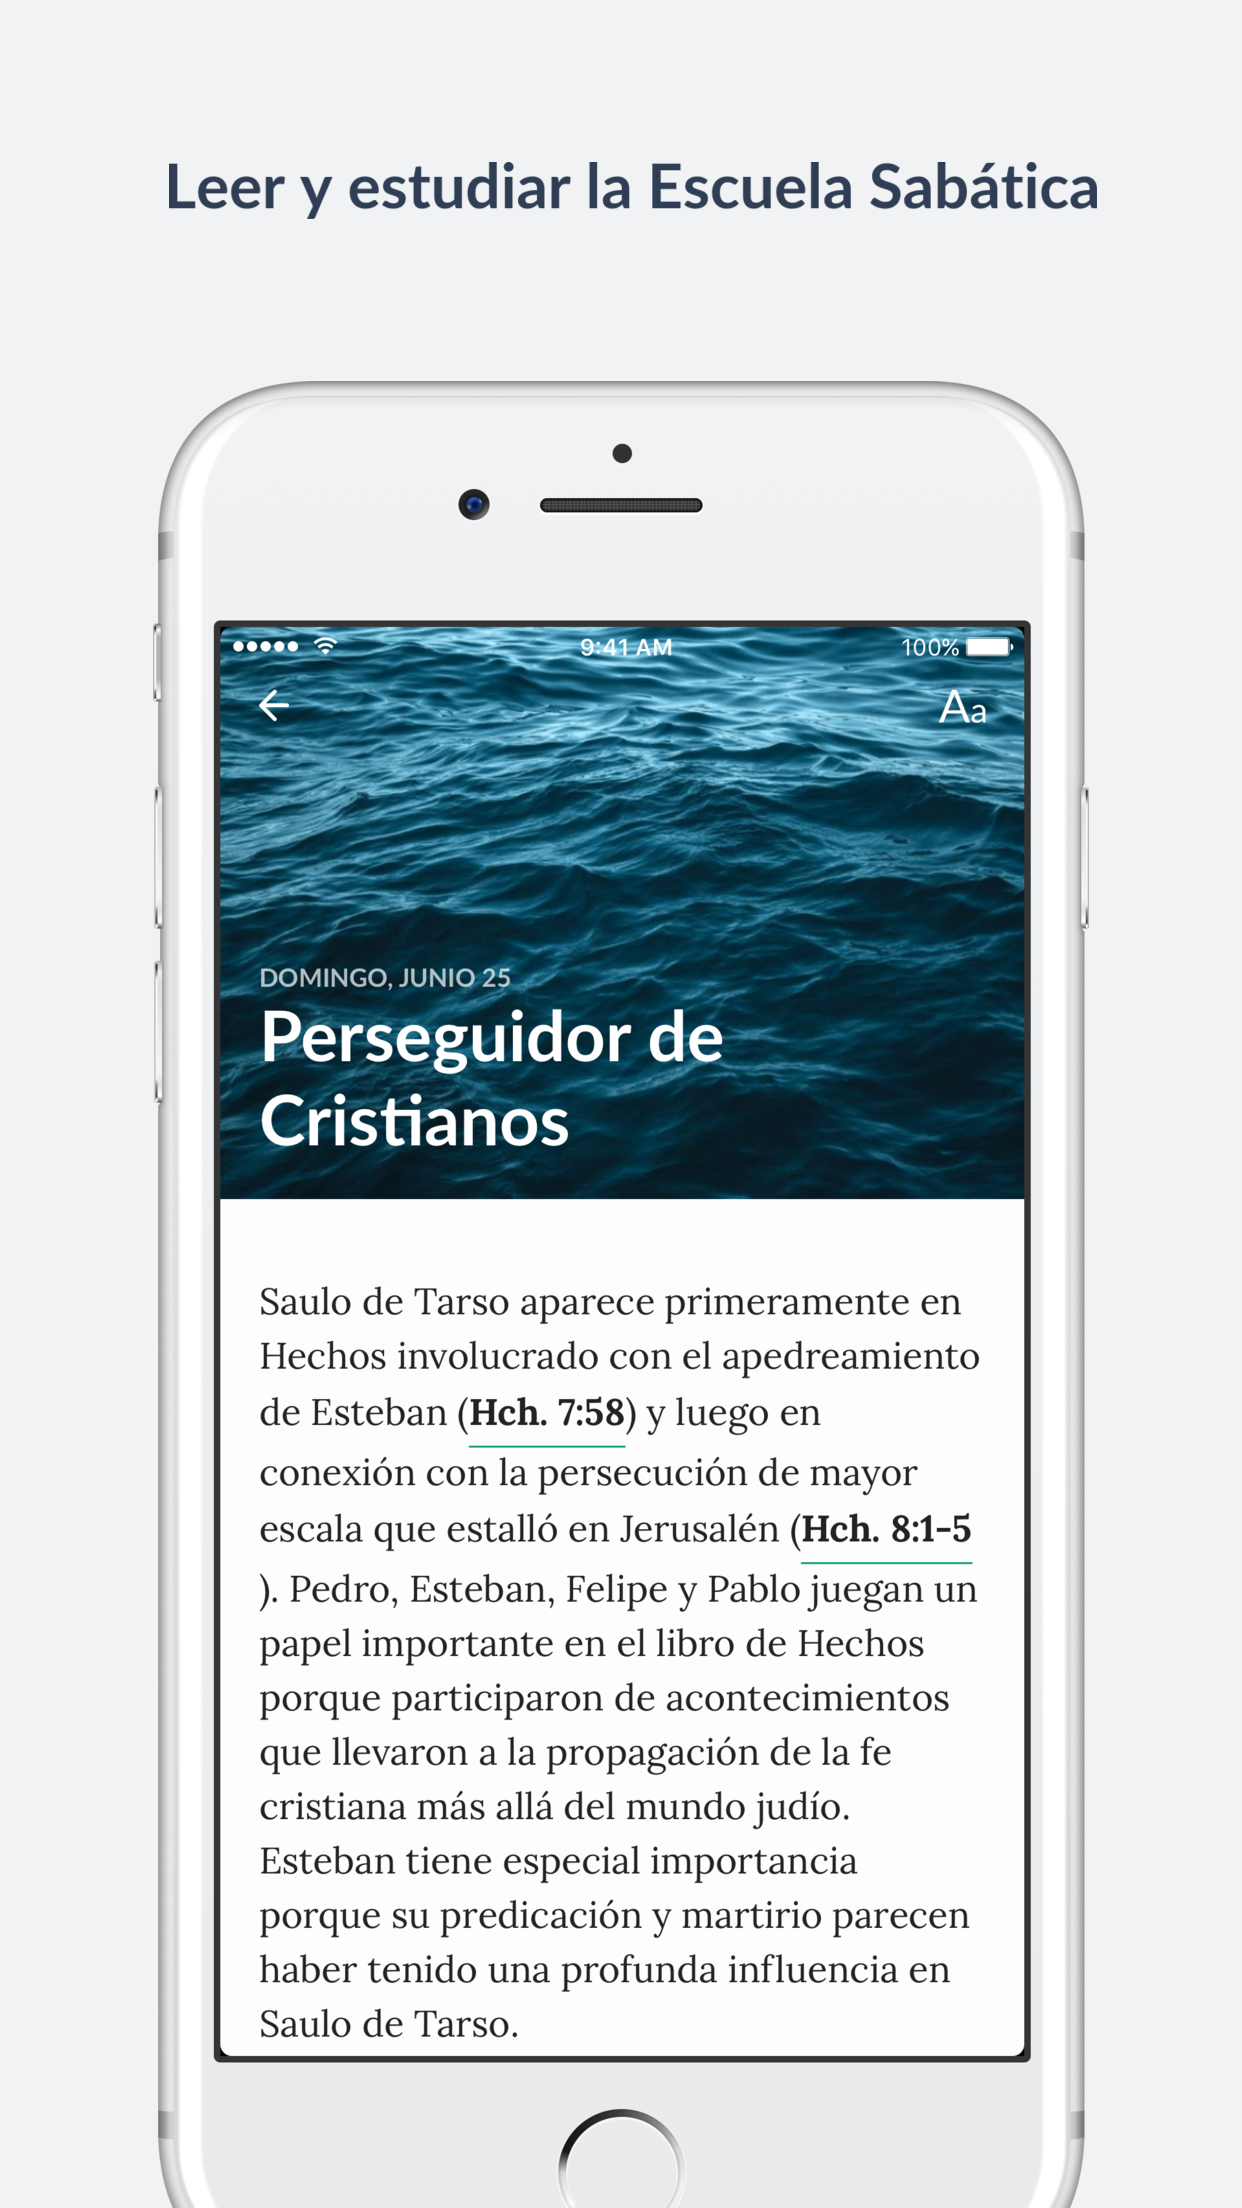 Leer y estudiar la Escuela Sabática
9:41 AM
100%
Aa
DOMINGO, JUNIO 25
Perseguidor de
Cristianos
Saulo de Tarso aparece primeramente en
Hechos involucrado con el apedreamiento
de Esteban (Hch. 7:58) y luego en
conexión con la persecución de mayor
escala que estalló en Jerusalén (Hch. 8:1-5
). Pedro, Esteban, Felipe y Pablo juegan un
papel importante en el libro de Hechos
porque participaron de acontecimientos
que llevaron a la propagación de la fe
cristiana más allá del mundo judío.
Esteban tiene especial importancia
porque su predicación y martirio parecen
haber tenido una profunda influencia en
Saulo de Tarso.